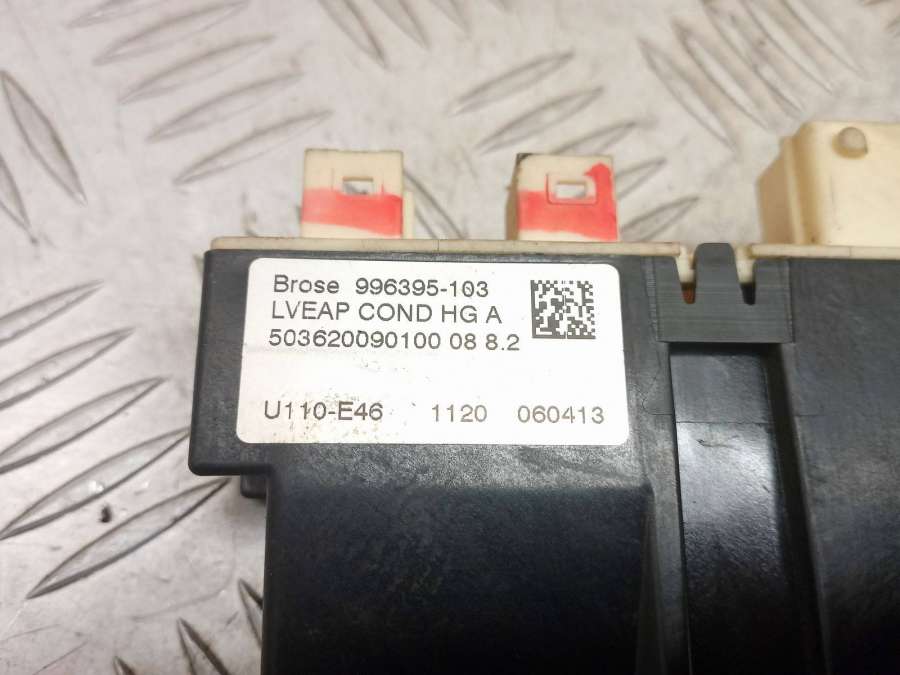 Brose 996395-103
LVEAP COND HG A
503620090100 08 8.2
U110-E46 1120 060413